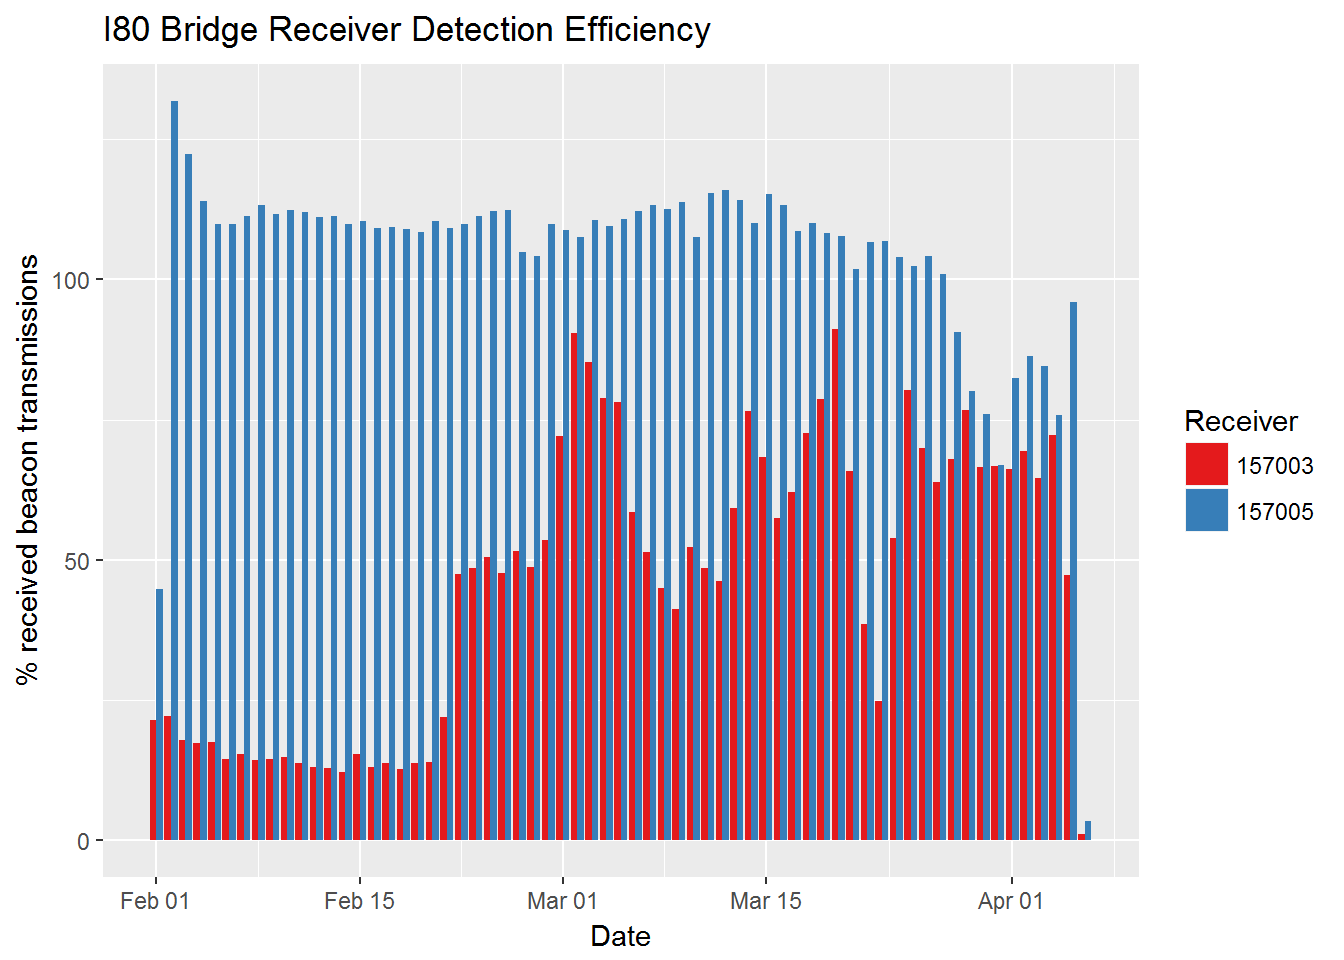 I80 Bridge Receiver Detection Efficiency
% received beacon transmissions
100
50
0
Feb 01
Feb 15
Mar 01
Mar 15
Apr 01
Date
Receiver
157003
157005